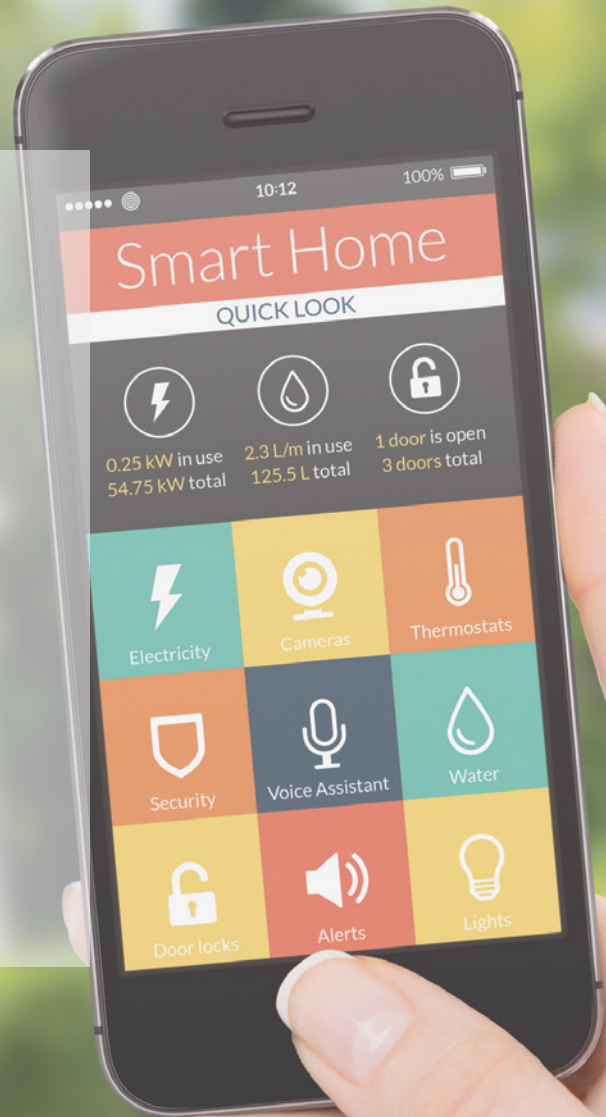 10:12
100%
Smart Home
QUICK LOOK
0.25 kW in use
54.75 kW total
2.3 L/m in use
125.5 L total
1 door is open
3 doors total
Electricity
Cameras
Thermostats
Security
Voice Assistant
Water
Door locks
Alerts
Lights